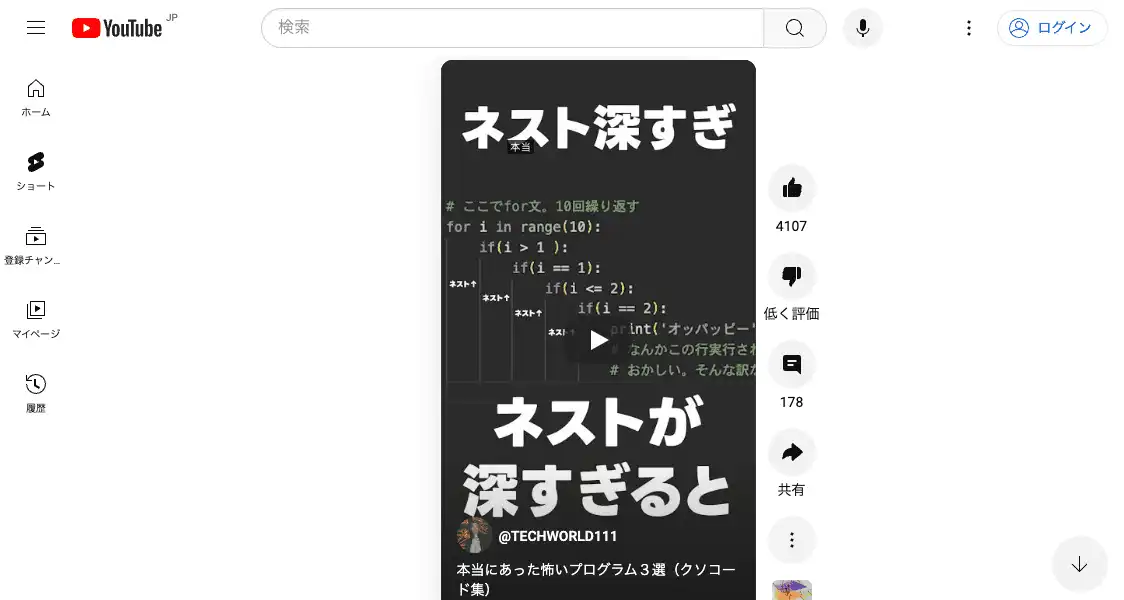 YouTube JP
検索
ログイン
ホーム
ショート
登録チャン...
マイページ
履歴
ネスト深すぎ
本当
# ここでfor文。10回繰り返す
for i in range(10):
if(i > 1 ):
if(i == 1):
if(i <= 2):
if(i == 2):
print('オッパッピー'
# なんかこの行実行され
# おかしい。そんな訳な
ネスト↑
ネスト↑
ネスト↑
ネストが
深すぎると
@TECHWORLD111
本当にあった怖いプログラム３選（クソコー
ド集）
4107
低く評価
178
共有